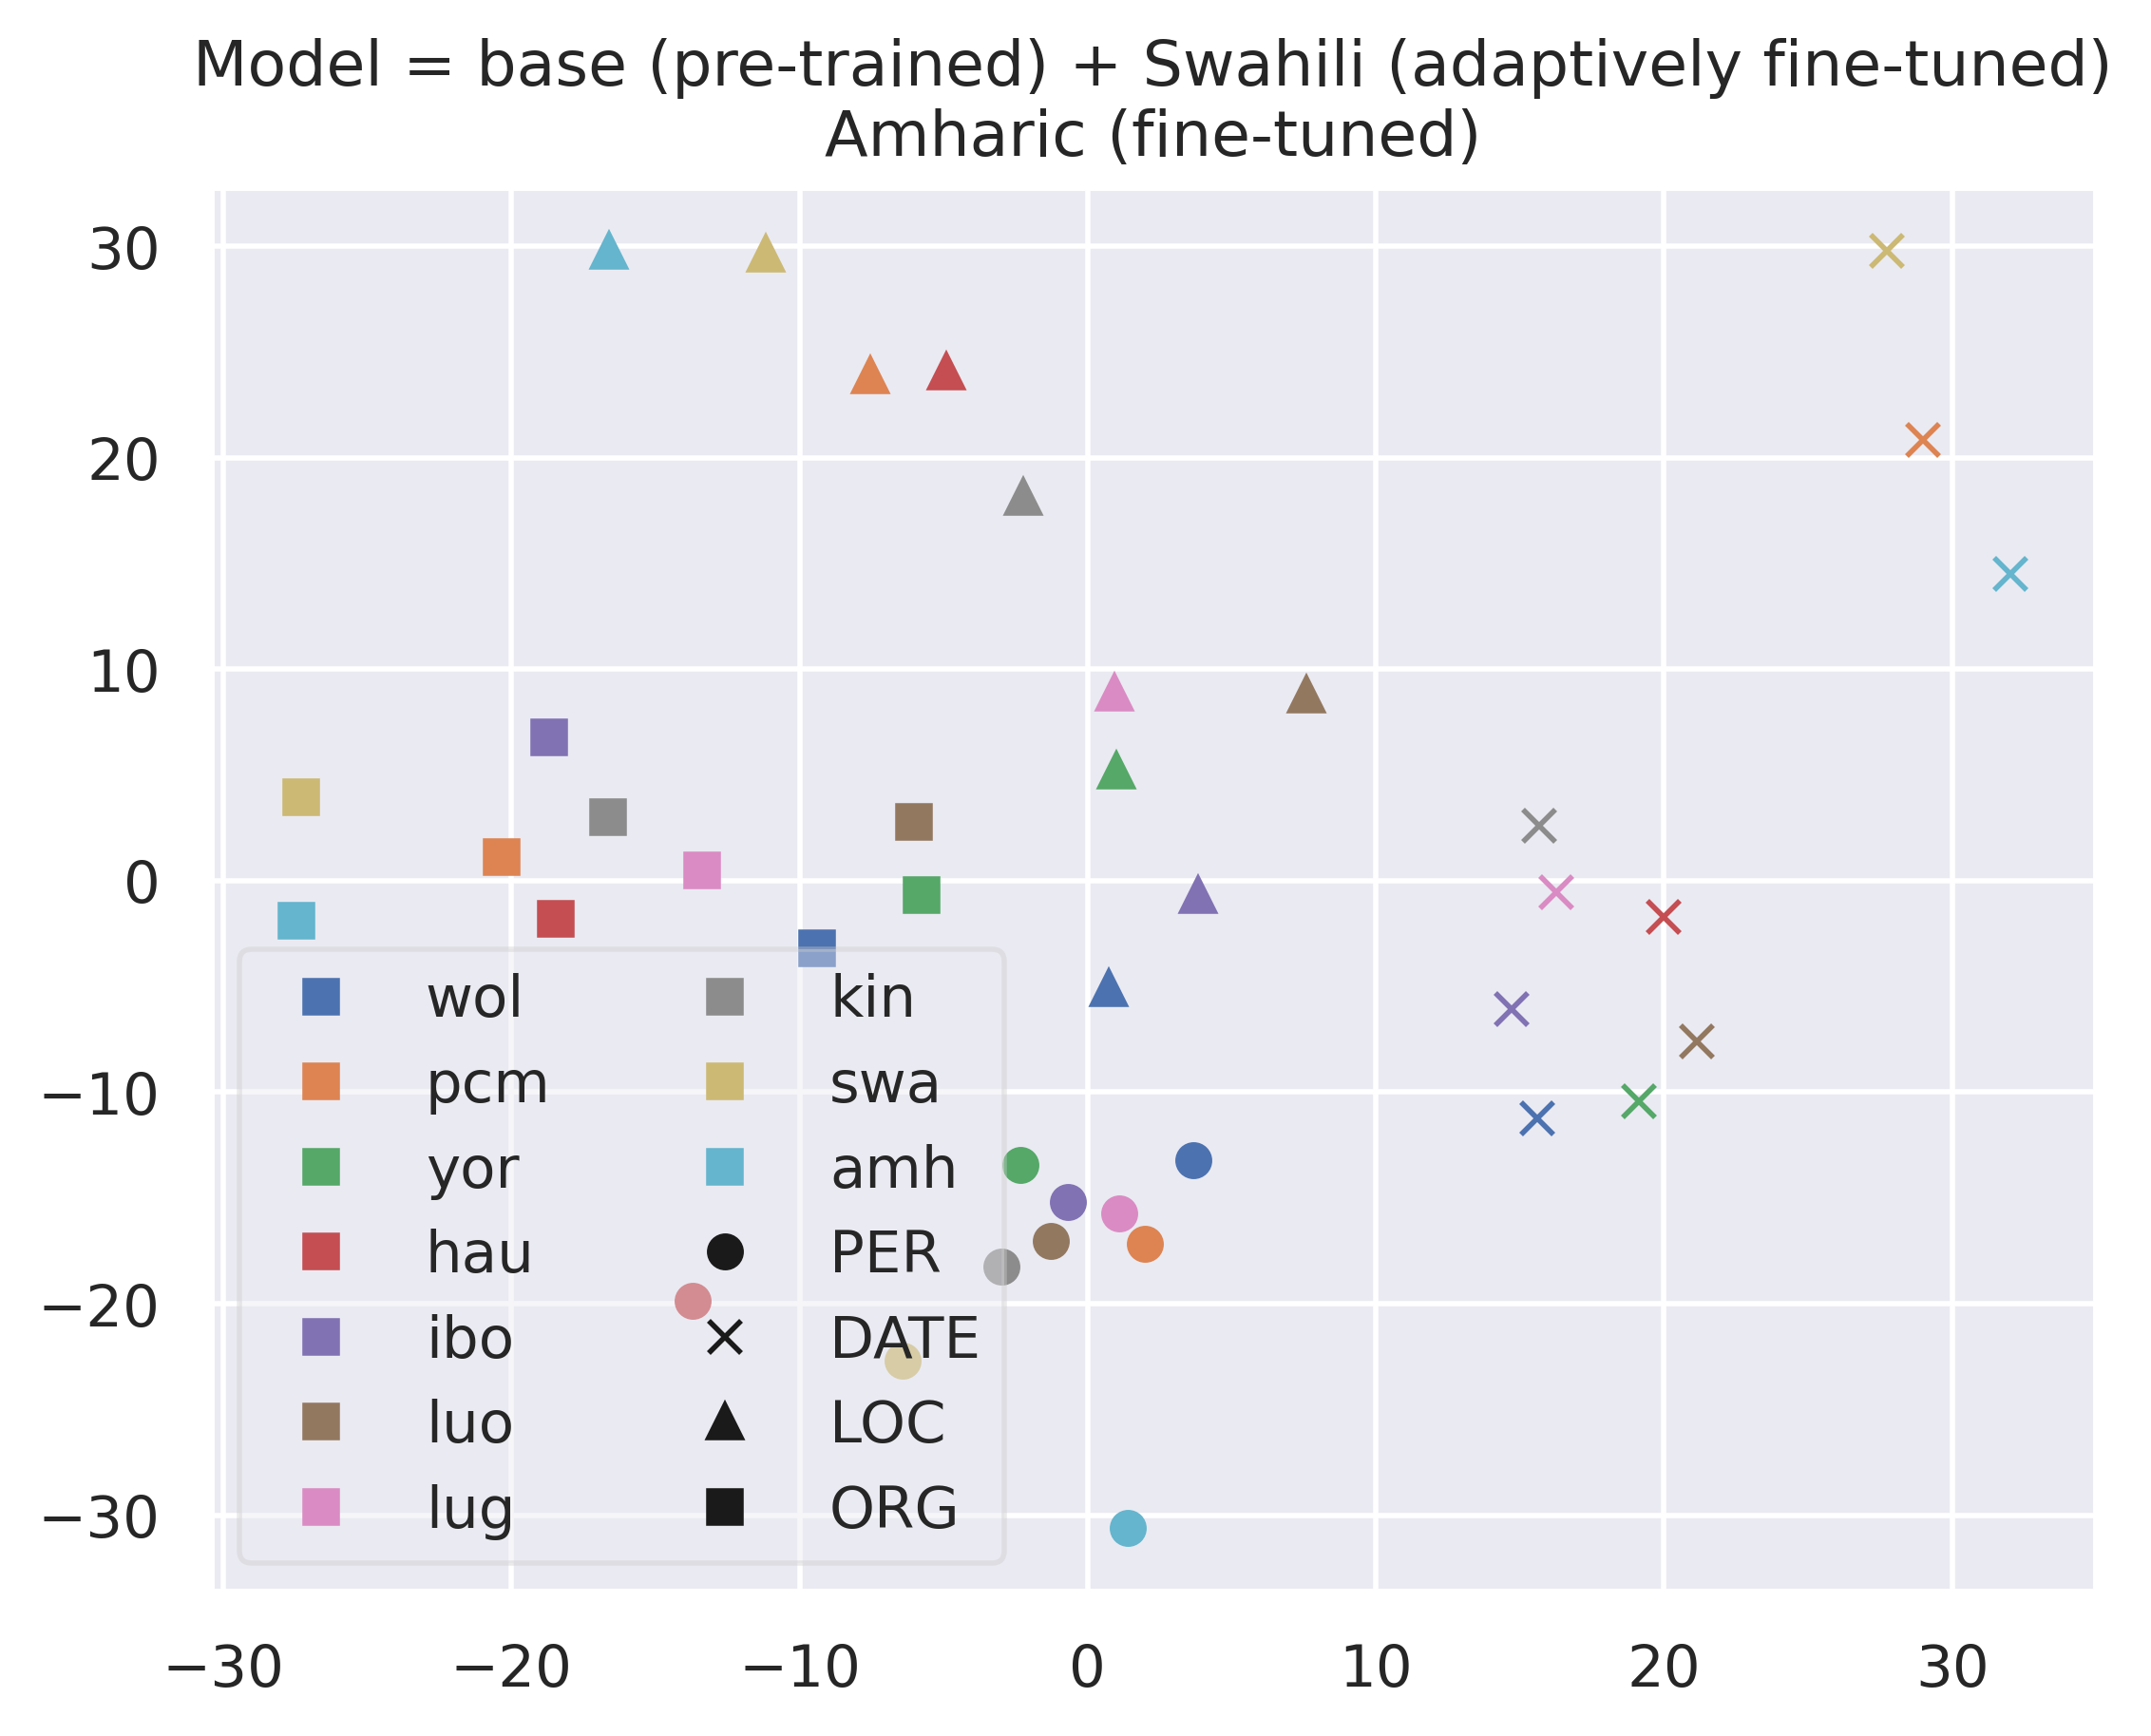 Model = base (pre-trained) + Swahili (adaptively fine-tuned)
Amharic (fine-tuned)
30
20
10
0
−10
−20
−30
wol
pcm
yor
hau
ibo
luo
lug
kin
swa
amh
PER
DATE
LOC
ORG
−30
−20
−10
0
10
20
30